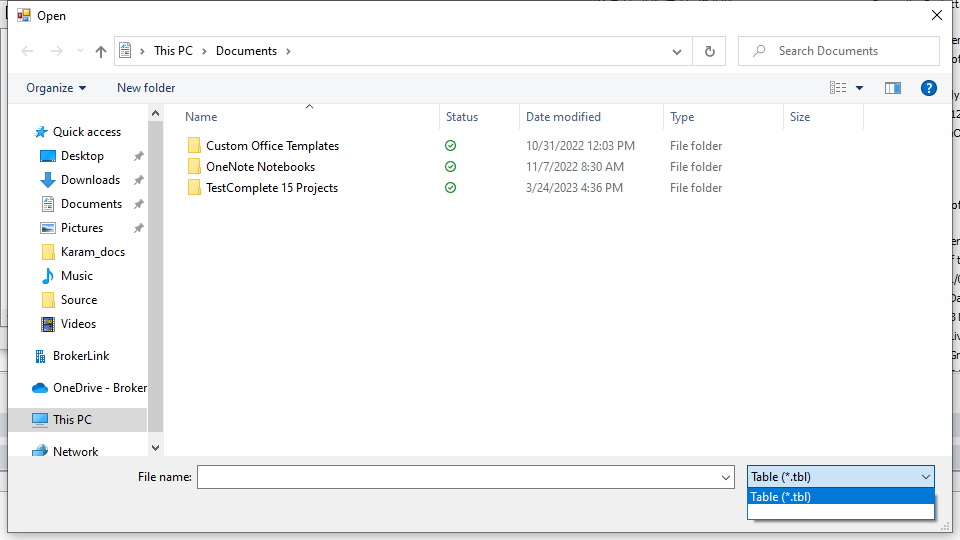 Open
This PC > Documents >
Search Documents
Organize
New folder
Name Status Date modified Type Size
Quick access
Desktop
Downloads
Documents
Pictures
Karam_docs
Music
Source
Videos
BrokerLink
OneDrive - Broker
This PC
Network
Custom Office Templates 10/31/2022 12:03 PM File folder
OneNote Notebooks 11/7/2022 8:30 AM File folder
TestComplete 15 Projects 3/24/2023 4:36 PM File folder
File name:
Table (*.tbl)
Table (*.tbl)